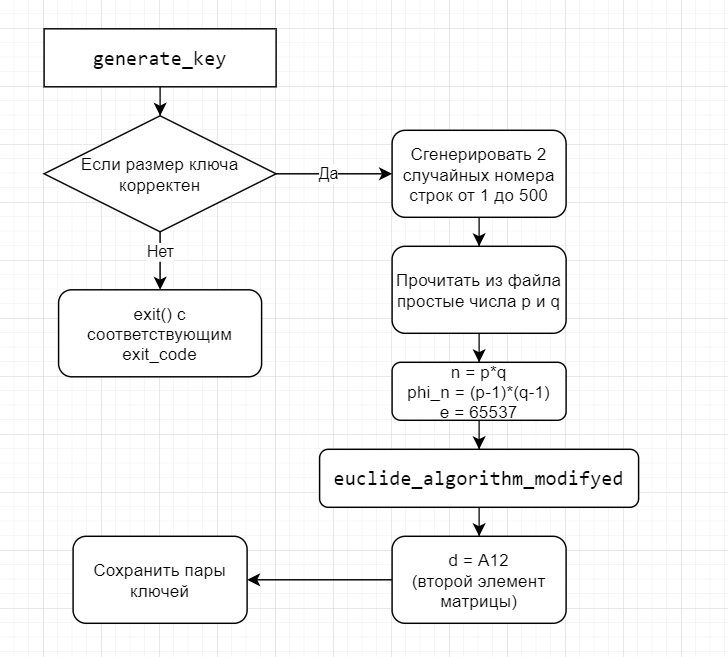 generate_key
Если размер ключа
корректен
Да
Сгенерировать 2
случайных номера
строк от 1 до 500
Нет
exit() с
соответствующим
exit_code
Прочитать из файла
простые числа p и q
n = p*q
phi_n = (p-1)*(q-1)
e = 65537
euclide_algorithm_modifyed
d = A12
(второй элемент
матрицы)
Сохранить пары
ключей